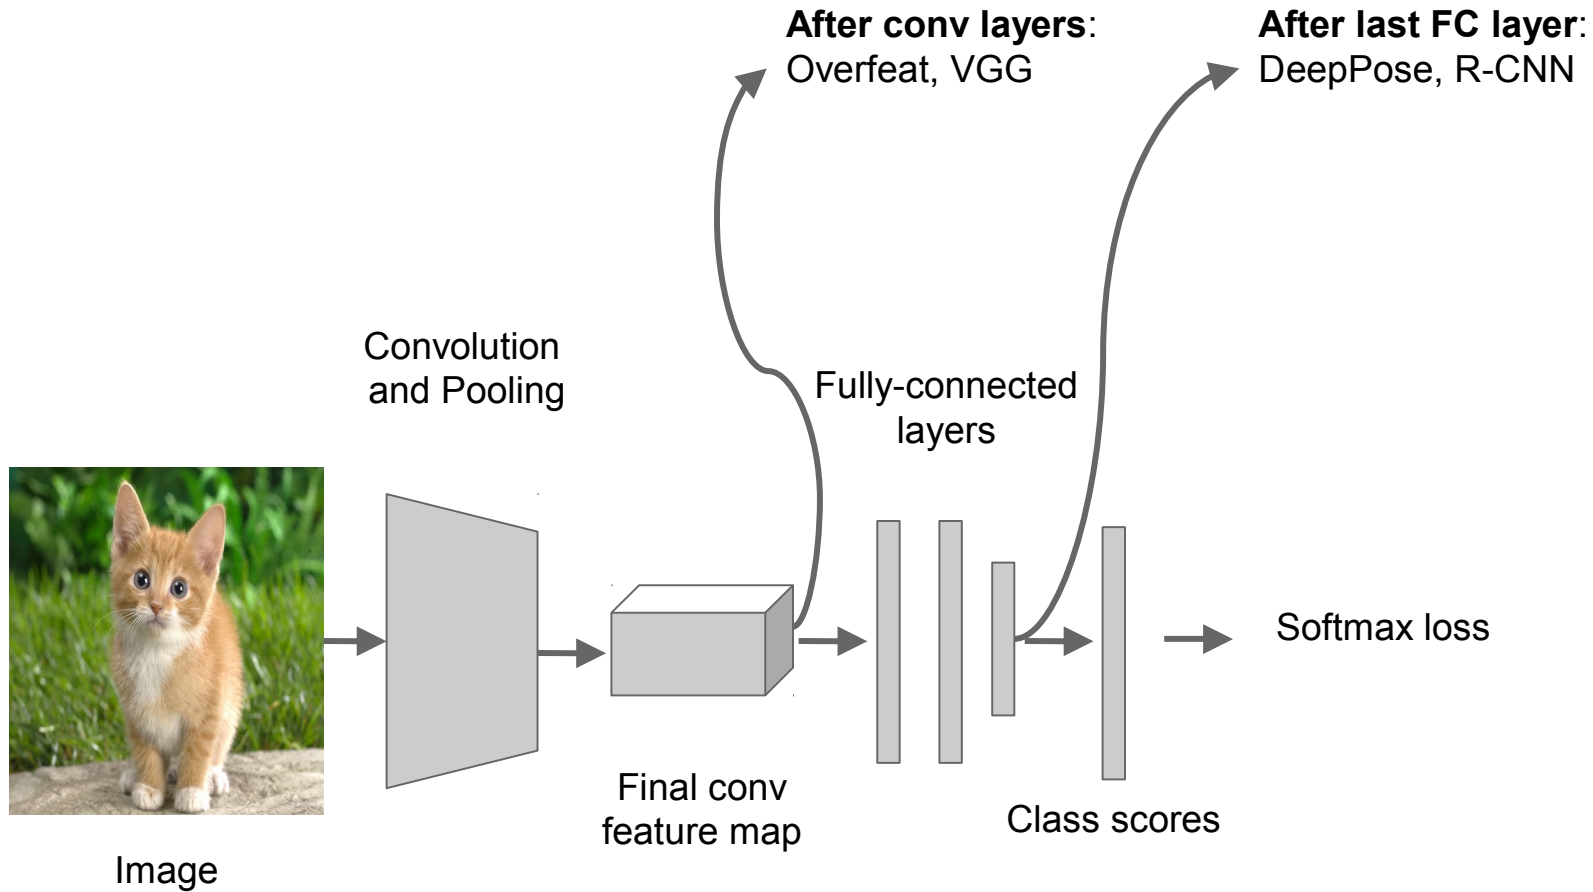 After conv layers:
Overfeat, VGG
After last FC layer:
DeepPose, R-CNN
Convolution
and Pooling
Fully-connected
layers
Softmax loss
Final conv
feature map
Class scores
Image